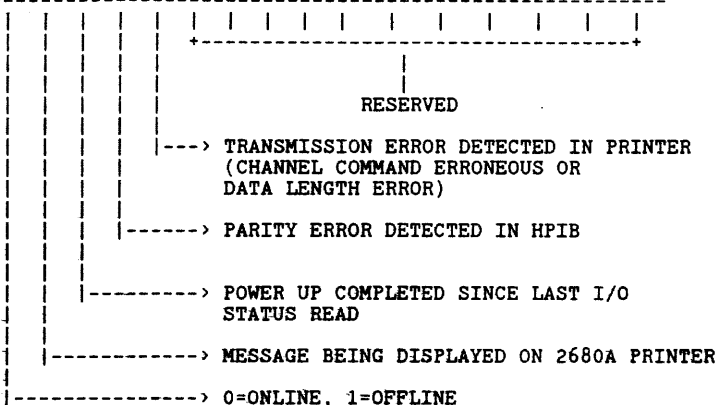 RESERVED
TRANSMISSION ERROR DETECTED IN PRINTER
(CHANNEL COMMAND ERRONEOUS OR
DATA LENGTH ERROR)
PARITY ERROR DETECTED IN HPIB
POWER UP COMPLETED SINCE LAST I/O
STATUS READ
MESSAGE BEING DISPLAYED ON 2680A PRINTER
0=ONLINE, 1=OFFLINE